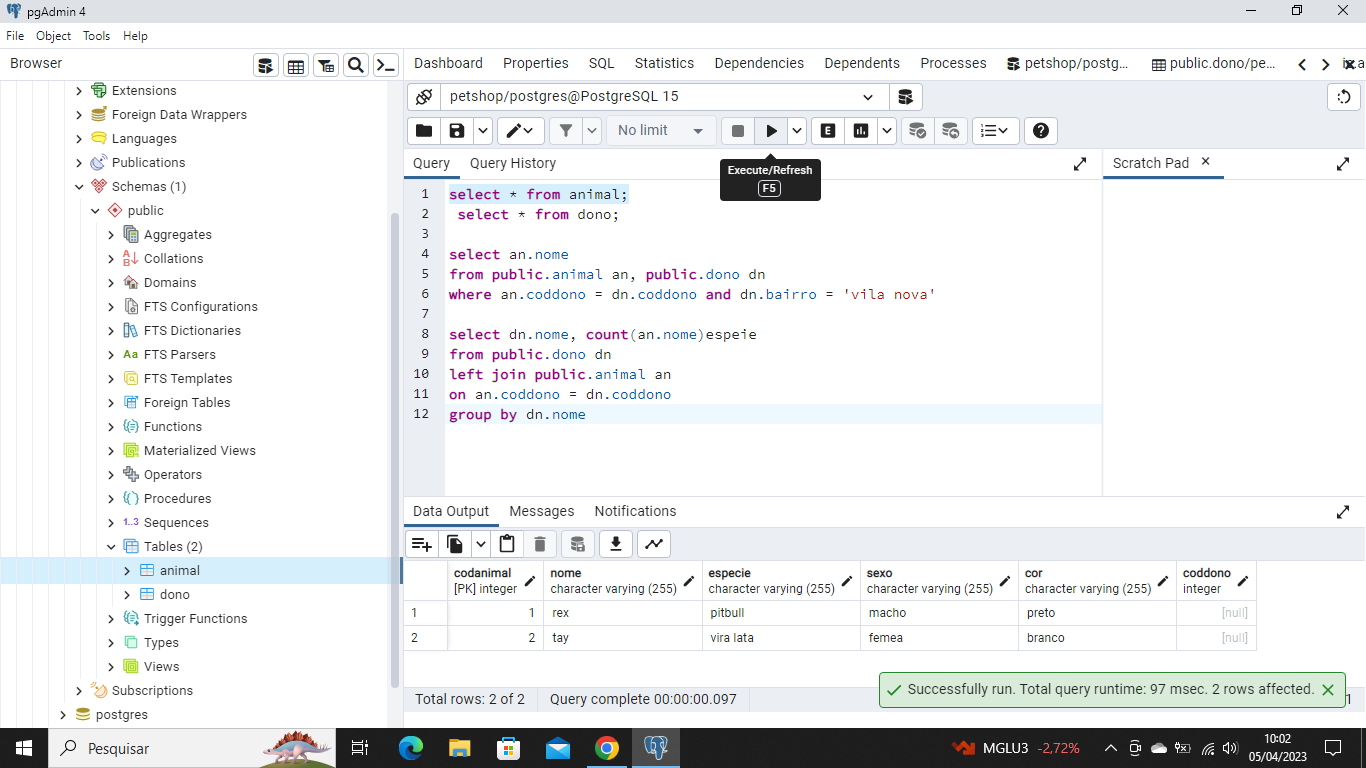 pgAdmin 4
File Object Tools Help
Browser
Dashboard Properties SQL Statistics Dependencies Dependents Processes petshop/postg... public.dono/pe...
Extensions
Foreign Data Wrappers
Languages
Publications
Schemas (1)
public
Aggregates
Collations
Domains
FTS Configurations
FTS Dictionaries
FTS Parsers
FTS Templates
Foreign Tables
Functions
Materialized Views
Operators
Procedures
1..3 Sequences
Tables (2)
animal
dono
Trigger Functions
Types
Views
Subscriptions
postgres
petshop/postgres@PostgreSQL 15
No limit
Execute/Refresh
F5
Query Query History
Scratch Pad
1 select * from animal;
2 select * from dono;
3
4 select an.nome
5 from public.animal an, public.dono dn
6 where an.coddono = dn.coddono and dn.bairro = 'vila nova'
7
8 select dn.nome, count(an.nome)espeie
9 from public.dono dn
10 left join public.animal an
11 on an.coddono = dn.coddono
12 group by dn.nome
Data Output Messages Notifications
codanimal nome especie sexo cor coddono
[PK] integer character varying (255) character varying (255) character varying (255) character varying (255) integer
1 1 rex pitbull macho preto [null]
2 2 tay vira lata femea branco [null]
Total rows: 2 of 2 Query complete 00:00:00.097
Successfully run. Total query runtime: 97 msec. 2 rows affected.
Pesquisar
MGLU3 -2,72%
10:02
05/04/2023